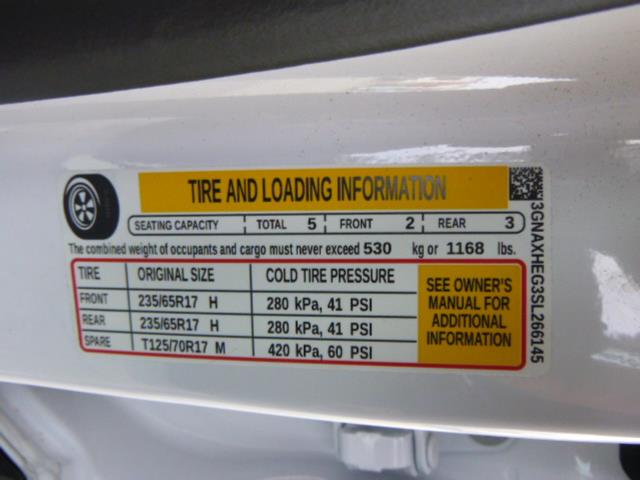 TIRE AND LOADING INFORMATION
SEATING CAPACITY TOTAL 5 FRONT 2 REAR 3
The combined weight of occupants and cargo must never exceed 530 kg or 1168 lbs.
TIRE ORIGINAL SIZE COLD TIRE PRESSURE
FRONT 235/65R17 H 280 kPa, 41 PSI
REAR 235/65R17 H 280 kPa, 41 PSI
SPARE T125/70R17 M 420 kPa, 60 PSI
SEE OWNER'S
MANUAL FOR
ADDITIONAL
INFORMATION
3GNAXHEG3SL266145